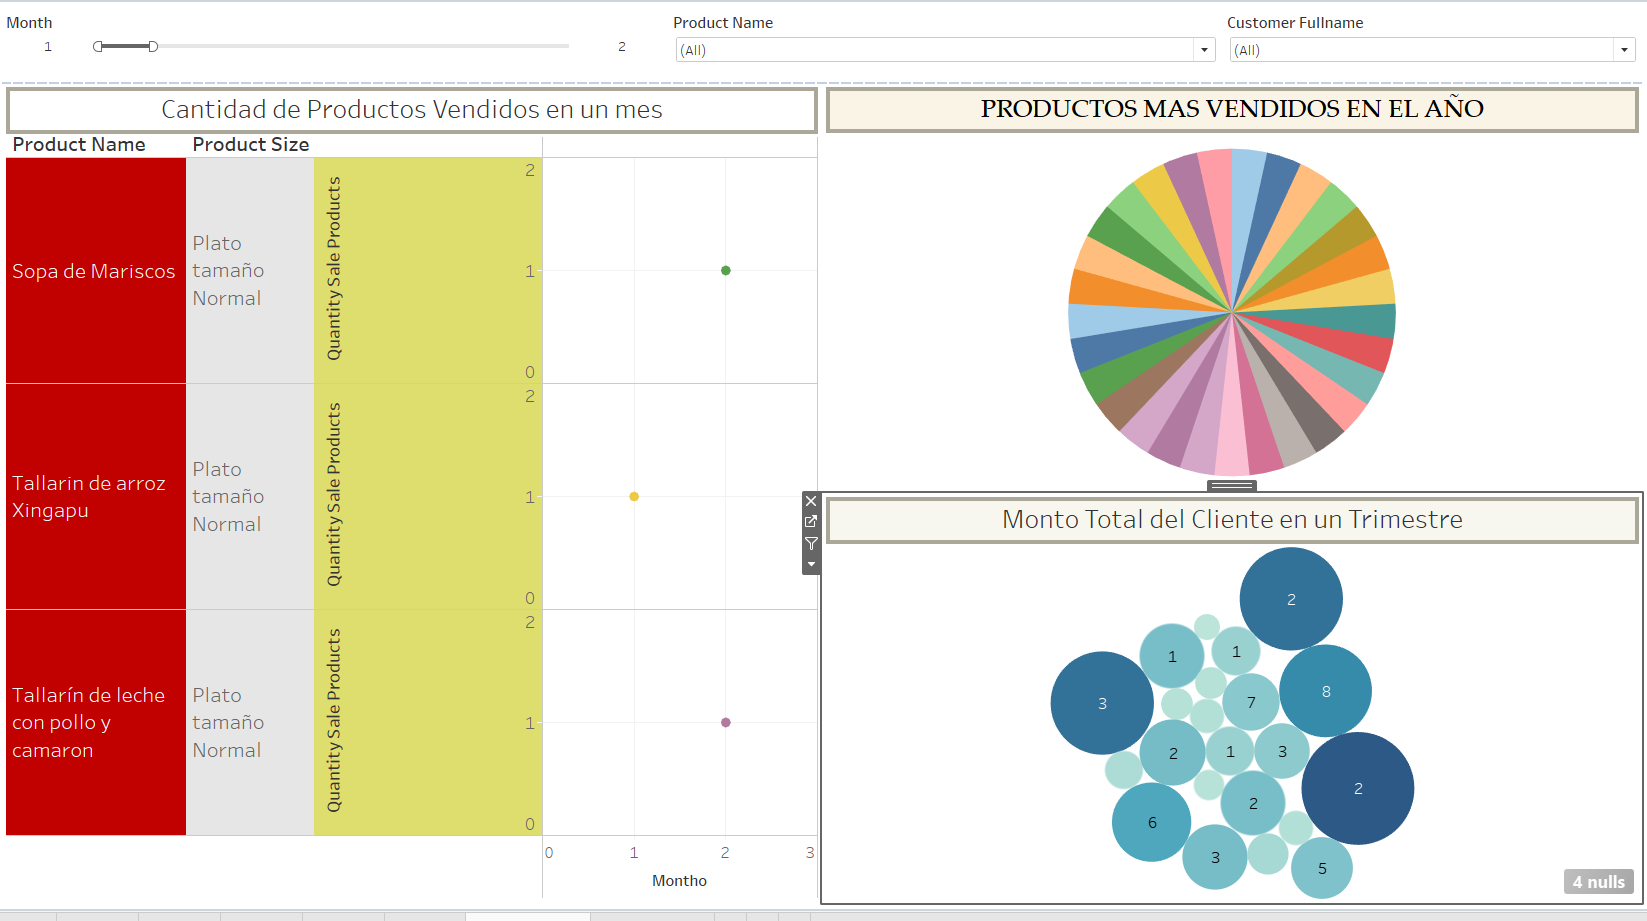 Month
1
2
Product Name
(All)
Customer Fullname
(All)
Cantidad de Productos Vendidos en un mes
Product Name
Product Size
Sopa de Mariscos
Plato
tamaño
Normal
Quantity Sale Products
2
1
0
Tallarin de arroz
Xingapu
Plato
tamaño
Normal
Quantity Sale Products
2
1
0
Tallarín de leche
con pollo y
camaron
Plato
tamaño
Normal
Quantity Sale Products
2
1
0
0
1
2
3
Montho
PRODUCTOS MAS VENDIDOS EN EL AÑO
Monto Total del Cliente en un Trimestre
2
1
1
3
8
7
2
1
3
2
2
6
3
5
4 nulls